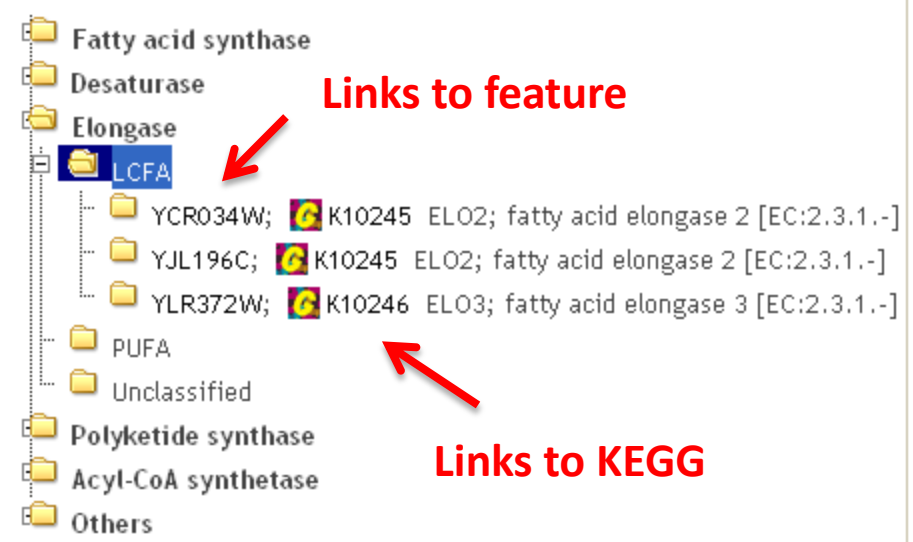 Fatty acid synthase
Desaturase
Links to feature
Elongase
LCFA
YCR034W; G K10245 ELO2; fatty acid elongase 2 [EC:2.3.1.-]
YJL196C; G K10245 ELO2; fatty acid elongase 2 [EC:2.3.1.-]
YLR372W; G K10246 ELO3; fatty acid elongase 3 [EC:2.3.1.-]
PUFA
Unclassified
Polyketide synthase
Links to KEGG
Acyl-CoA synthetase
Others